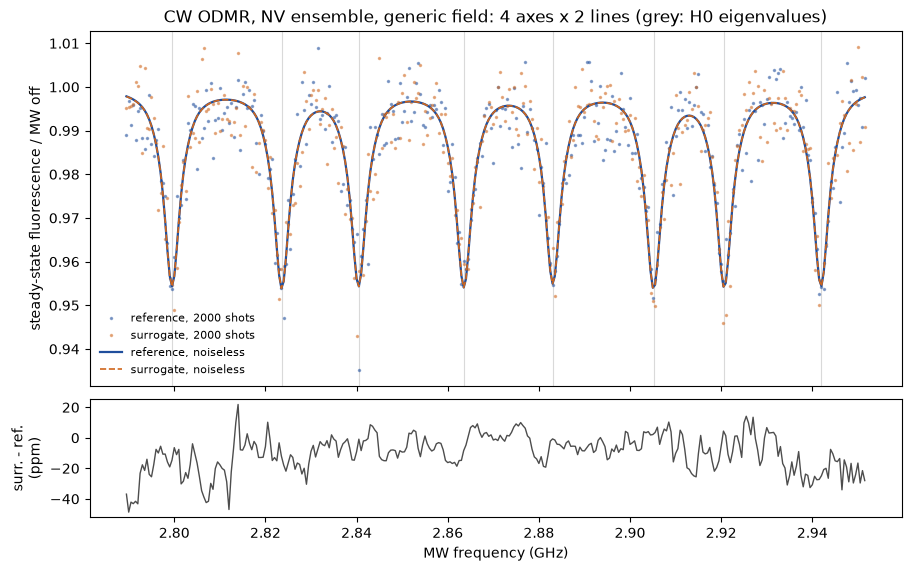 CW ODMR, NV ensemble, generic field: 4 axes x 2 lines (grey: H0 eigenvalues)
steady-state fluorescence / MW off
1.01
1.00
0.99
0.98
0.97
0.96
0.95
0.94
reference, 2000 shots
surrogate, 2000 shots
reference, noiseless
surrogate, noiseless
surr. - ref.
(ppm)
20
0
−20
−40
2.80
2.82
2.84
2.86
2.88
2.90
2.92
2.94
MW frequency (GHz)